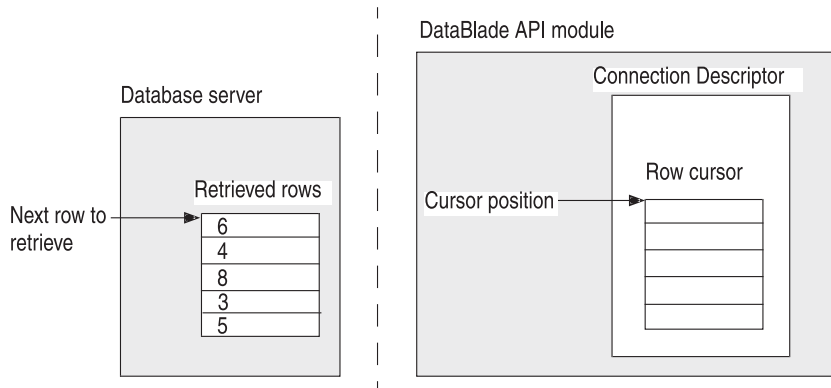 DataBlade API module
Connection Descriptor
Database server
Retrieved rows
Row cursor
Next row to
retrieve
Cursor position
6
4
8
3
5